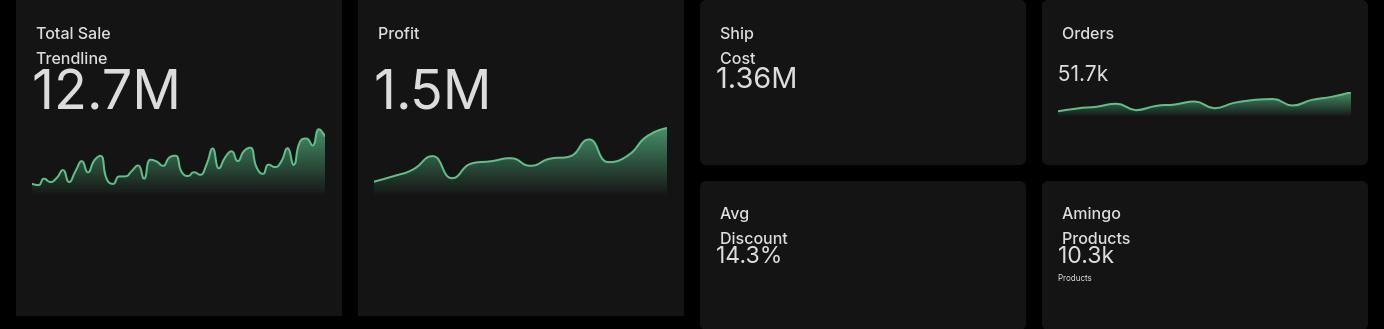 Total Sale
Trendline
12.7M
Profit
1.5M
Ship
Cost
1.36M
Orders
51.7k
Avg
Discount
14.3%
Amingo
Products
10.3k
Products